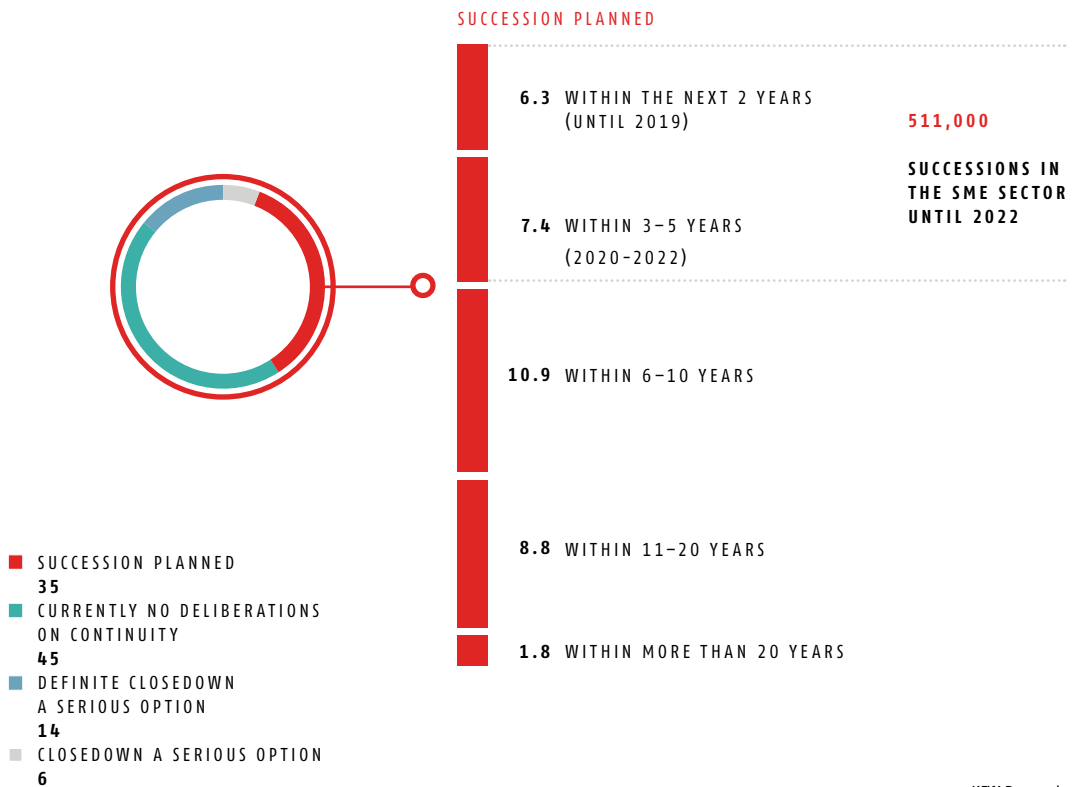 SUCCESSION PLANNED
6.3 WITHIN THE NEXT 2 YEARS
(UNTIL 2019)
511,000
SUCCESSIONS IN
THE SME SECTOR
UNTIL 2022
7.4 WITHIN 3–5 YEARS
(2020-2022)
10.9 WITHIN 6–10 YEARS
8.8 WITHIN 11–20 YEARS
1.8 WITHIN MORE THAN 20 YEARS
SUCCESSION PLANNED
35
CURRENTLY NO DELIBERATIONS
ON CONTINUITY
45
DEFINITE CLOSEDOWN
A SERIOUS OPTION
14
CLOSEDOWN A SERIOUS OPTION
6